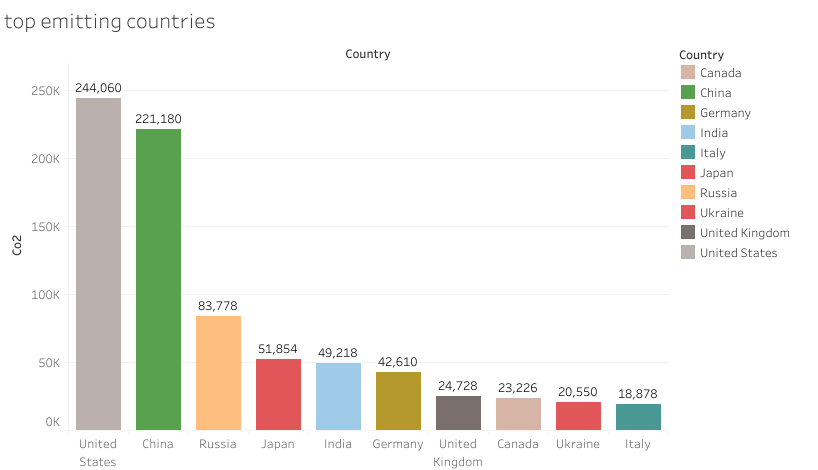 top emitting countries
Country
Country
Canada
China
Germany
India
Italy
Japan
Russia
Ukraine
United Kingdom
United States
Co2
250K
200K
150K
100K
50K
0K
244,060
221,180
83,778
51,854
49,218
42,610
24,728
23,226
20,550
18,878
United
States
China
Russia
Japan
India
Germany
United
Kingdom
Canada
Ukraine
Italy